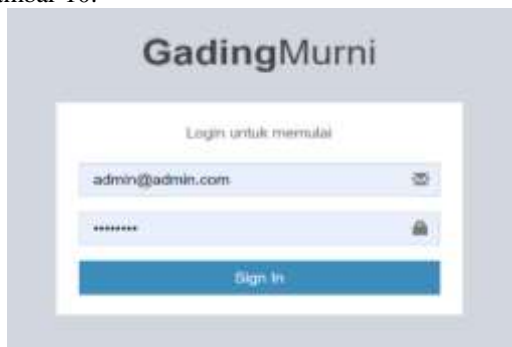 GadingMurni
Login untuk memulai
admin@admin.com
••••••••
Sign In